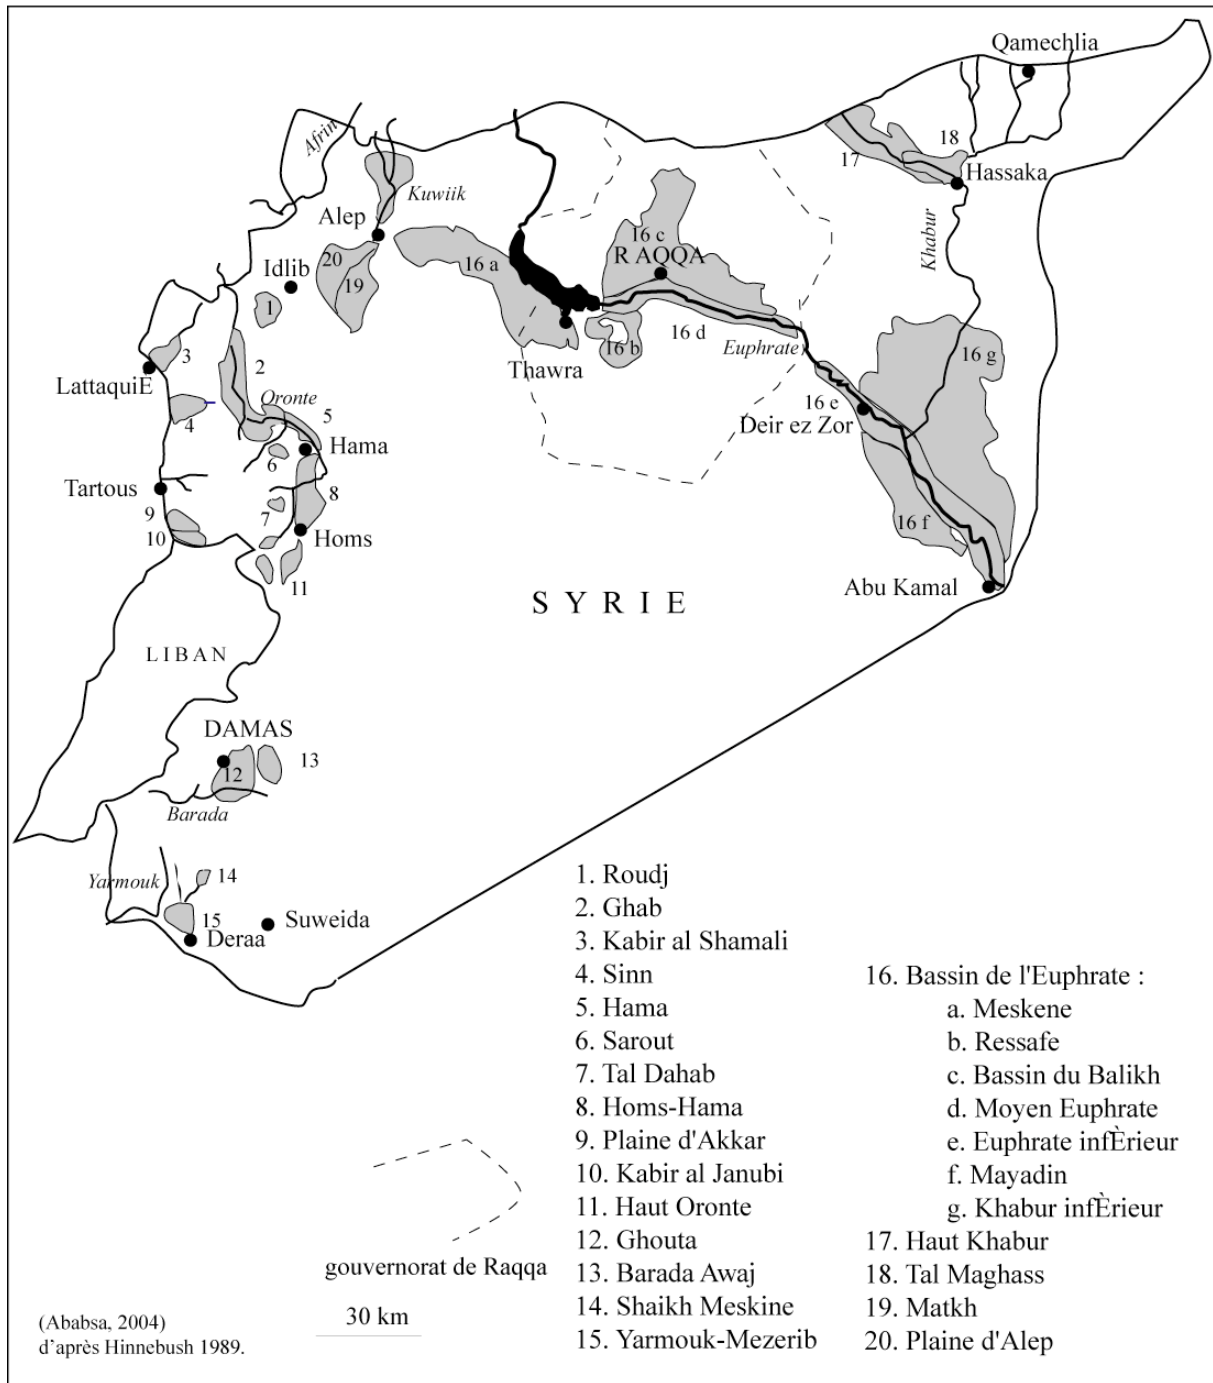 Qamechlia
Afrin
18
17
Hassaka
Kuwiik
Alep
Khabur
16 c
R AQQA
20
16 a
Idlib
19
1
16 d
Euphrate
16 b
Thawra
16 g
3
2
LattaquiE
16 e
Oronte
4
5
Deir ez Zor
Hama
6
Tartous
8
9
7
16 f
10
Homs
11
Abu Kamal
SYRIE
LIBAN
DAMAS
13
12
Barada
Yarmouk
14
15
Suweida
Deraa
1. Roudj
2. Ghab
3. Kabir al Shamali
4. Sinn
5. Hama
6. Sarout
7. Tal Dahab
8. Homs-Hama
9. Plaine d'Akkar
10. Kabir al Janubi
11. Haut Oronte
12. Ghouta
13. Barada Awaj
14. Shaikh Meskine
15. Yarmouk-Mezerib
16. Bassin de l'Euphrate :
a. Meskene
b. Ressafe
c. Bassin du Balikh
d. Moyen Euphrate
e. Euphrate infÈrieur
f. Mayadin
g. Khabur infÈrieur
17. Haut Khabur
18. Tal Maghass
19. Matkh
20. Plaine d'Alep
gouvernorat de Raqqa
30 km
(Ababsa, 2004)
d'après Hinnebush 1989.